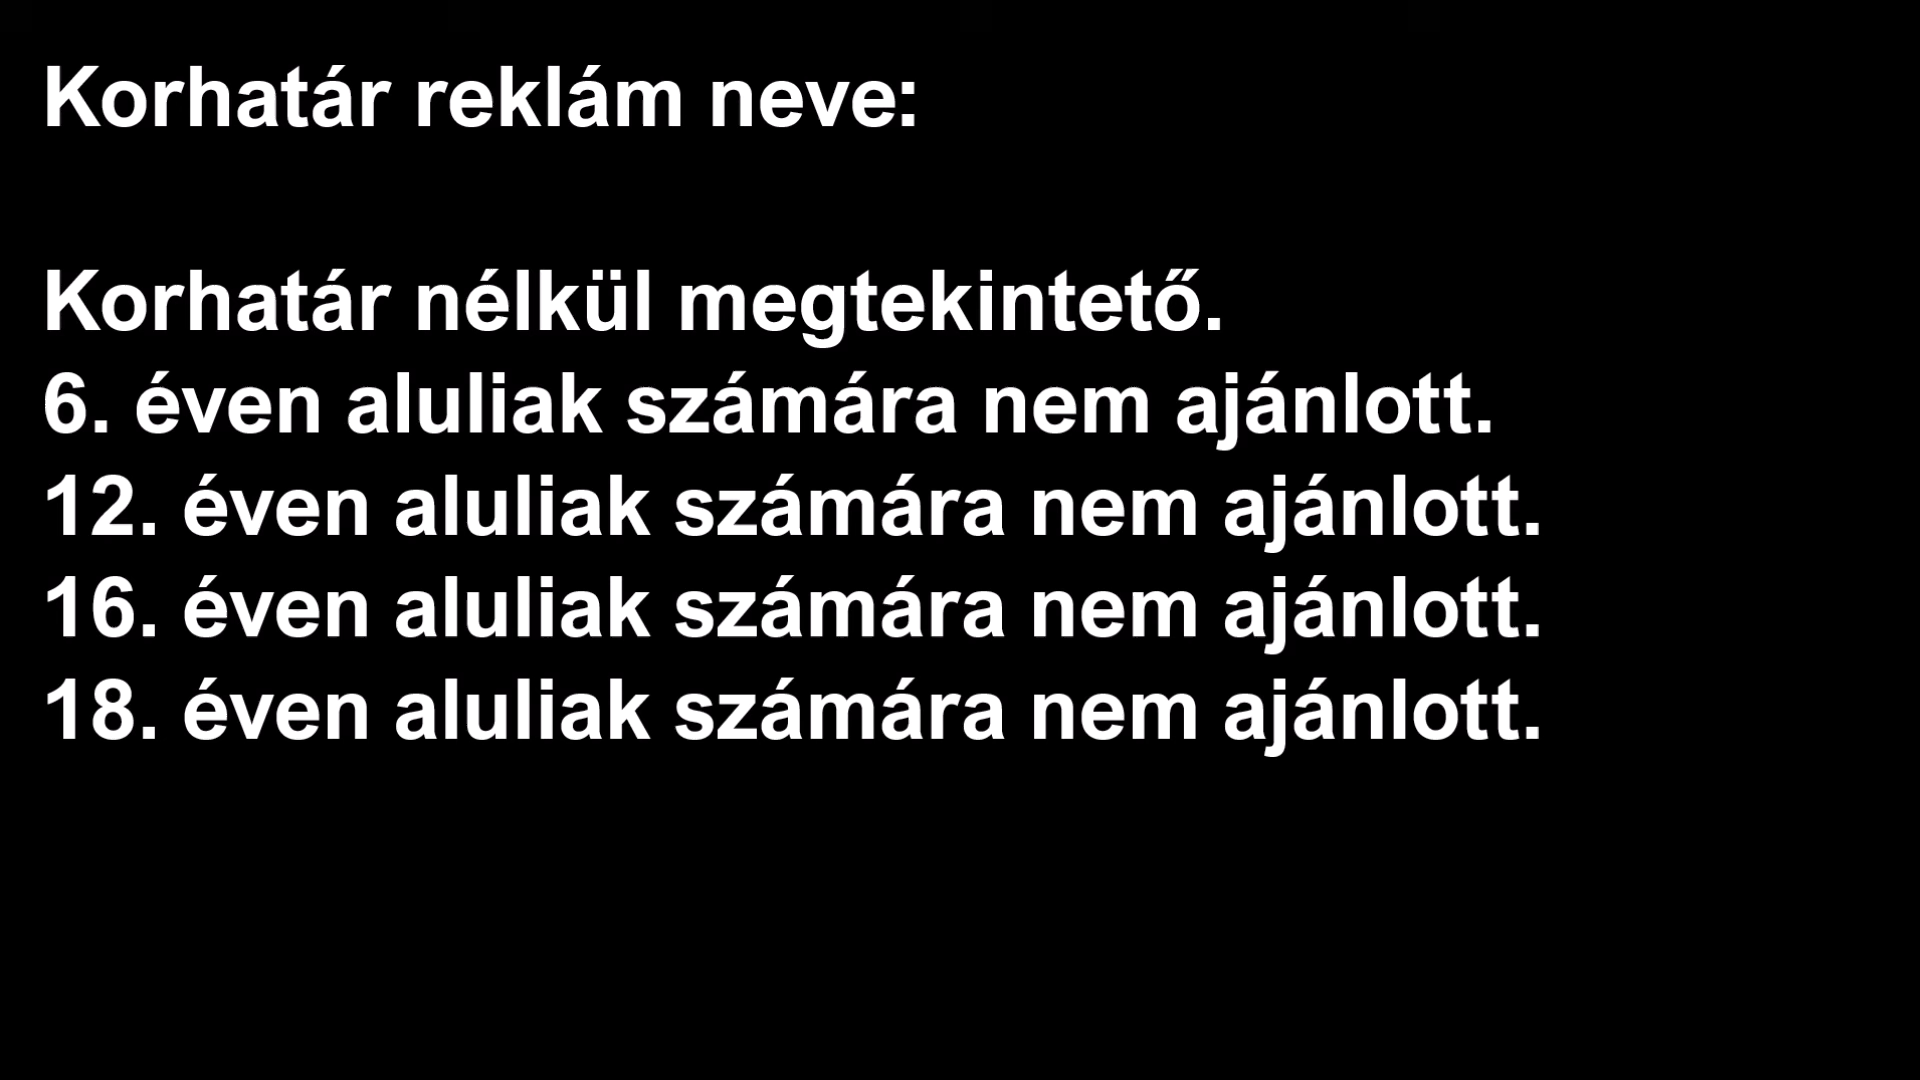 Korhatár reklám neve:
Korhatár nélkül megtekintető.
6. éven aluliak számára nem ajánlott.
12. éven aluliak számára nem ajánlott.
16. éven aluliak számára nem ajánlott.
18. éven aluliak számára nem ajánlott.